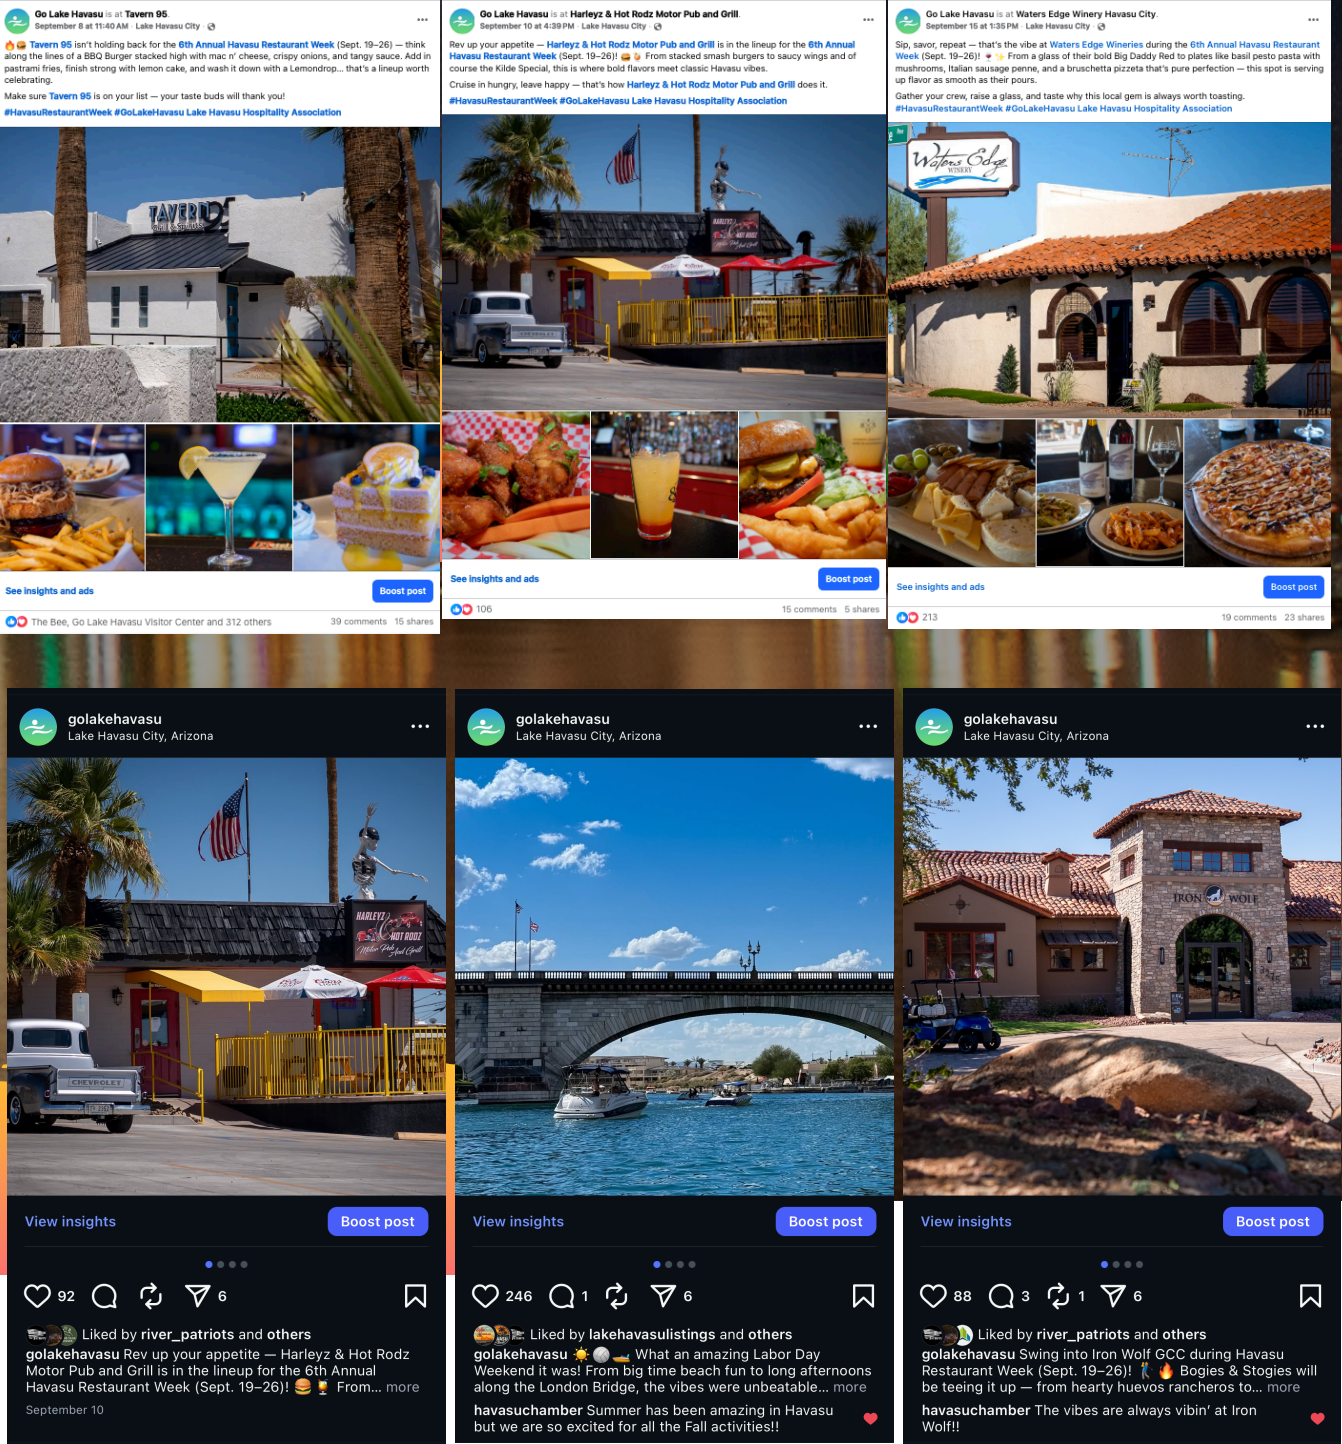 Go Lake Havasu is at Tavern 95.
September 8 at 11:40 AM · Lake Havasu City ·
Tavern 95 isn't holding back for the 6th Annual Havasu Restaurant Week (Sept. 19–26) — think
along the lines of a BBQ Burger stacked high with mac n' cheese, crispy onions, and tangy sauce. Add in
pastrami fries, finish strong with lemon cake, and wash it down with a Lemondrop... that's a lineup worth
celebrating.
Make sure Tavern 95 is on your list — your taste buds will thank you!
#HavasuRestaurantWeek #GoLakeHavasu Lake Havasu Hospitality Association
TAVERN 95
See insights and ads
Boost post
The Bee, Go Lake Havasu Visitor Center and 312 others
39 comments 15 shares
Go Lake Havasu is at Harleyz & Hot Rodz Motor Pub and Grill.
September 10 at 4:39 PM · Lake Havasu City ·
Rev up your appetite — Harleyz & Hot Rodz Motor Pub and Grill is in the lineup for the 6th Annual
Havasu Restaurant Week (Sept. 19–26)! From stacked smash burgers to saucy wings and of
course the Kilde Special, this is where bold flavors meet classic Havasu vibes.
Cruise in hungry, leave happy — that's how Harleyz & Hot Rodz Motor Pub and Grill does it.
#HavasuRestaurantWeek #GoLakeHavasu Lake Havasu Hospitality Association
HARLEYZ
HOT RODZ
Motor Pub And Grill
CHEVROLET
See insights and ads
Boost post
106
15 comments 5 shares
Go Lake Havasu is at Waters Edge Winery Havasu City.
September 15 at 1:35 PM · Lake Havasu City ·
Sip, savor, repeat — that's the vibe at Waters Edge Wineries during the 6th Annual Havasu Restaurant
Week (Sept. 19–26)! From a glass of their bold Big Daddy Red to plates like basil pesto pasta with
mushrooms, Italian sausage penne, and a bruschetta pizzeta that's pure perfection — this spot is serving
up flavor as smooth as their pours.
Gather your crew, raise a glass, and taste why this local gem is always worth toasting.
#HavasuRestaurantWeek #GoLakeHavasu Lake Havasu Hospitality Association
e Ave
Waters Edge
WINERY
See insights and ads
Boost post
213
19 comments 23 shares
golakehavasu
Lake Havasu City, Arizona
HARLEYZ
HOT RODZ
Motor Pub And Grill
CHEVROLET
View insights
Boost post
92
6
Liked by river_patriots and others
golakehavasu Rev up your appetite — Harleyz & Hot Rodz
Motor Pub and Grill is in the lineup for the 6th Annual
Havasu Restaurant Week (Sept. 19–26)! From... more
September 10
golakehavasu
Lake Havasu City, Arizona
View insights
Boost post
246
1
6
Liked by lakehavasulistings and others
golakehavasu What an amazing Labor Day
Weekend it was! From big time beach fun to long afternoons
along the London Bridge, the vibes were unbeatable... more
havasuchamber Summer has been amazing in Havasu
but we are so excited for all the Fall activities!!
golakehavasu
Lake Havasu City, Arizona
IRON WOLF
View insights
Boost post
88
3
1
6
Liked by river_patriots and others
golakehavasu Swing into Iron Wolf GCC during Havasu
Restaurant Week (Sept. 19–26)! Bogies & Stogies will
be teeing it up — from hearty huevos rancheros to... more
havasuchamber The vibes are always vibin' at Iron
Wolf!!